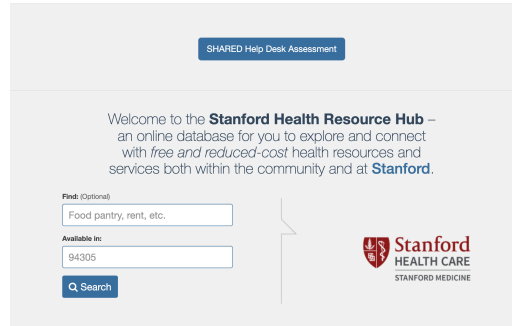 SHARED Help Desk Assessment
Welcome to the Stanford Health Resource Hub –
an online database for you to explore and connect
with free and reduced-cost health resources and
services both within the community and at Stanford.
Find: (Optional)
Food pantry, rent, etc.
Available in:
94305
Search
Stanford
HEALTH CARE
STANFORD MEDICINE